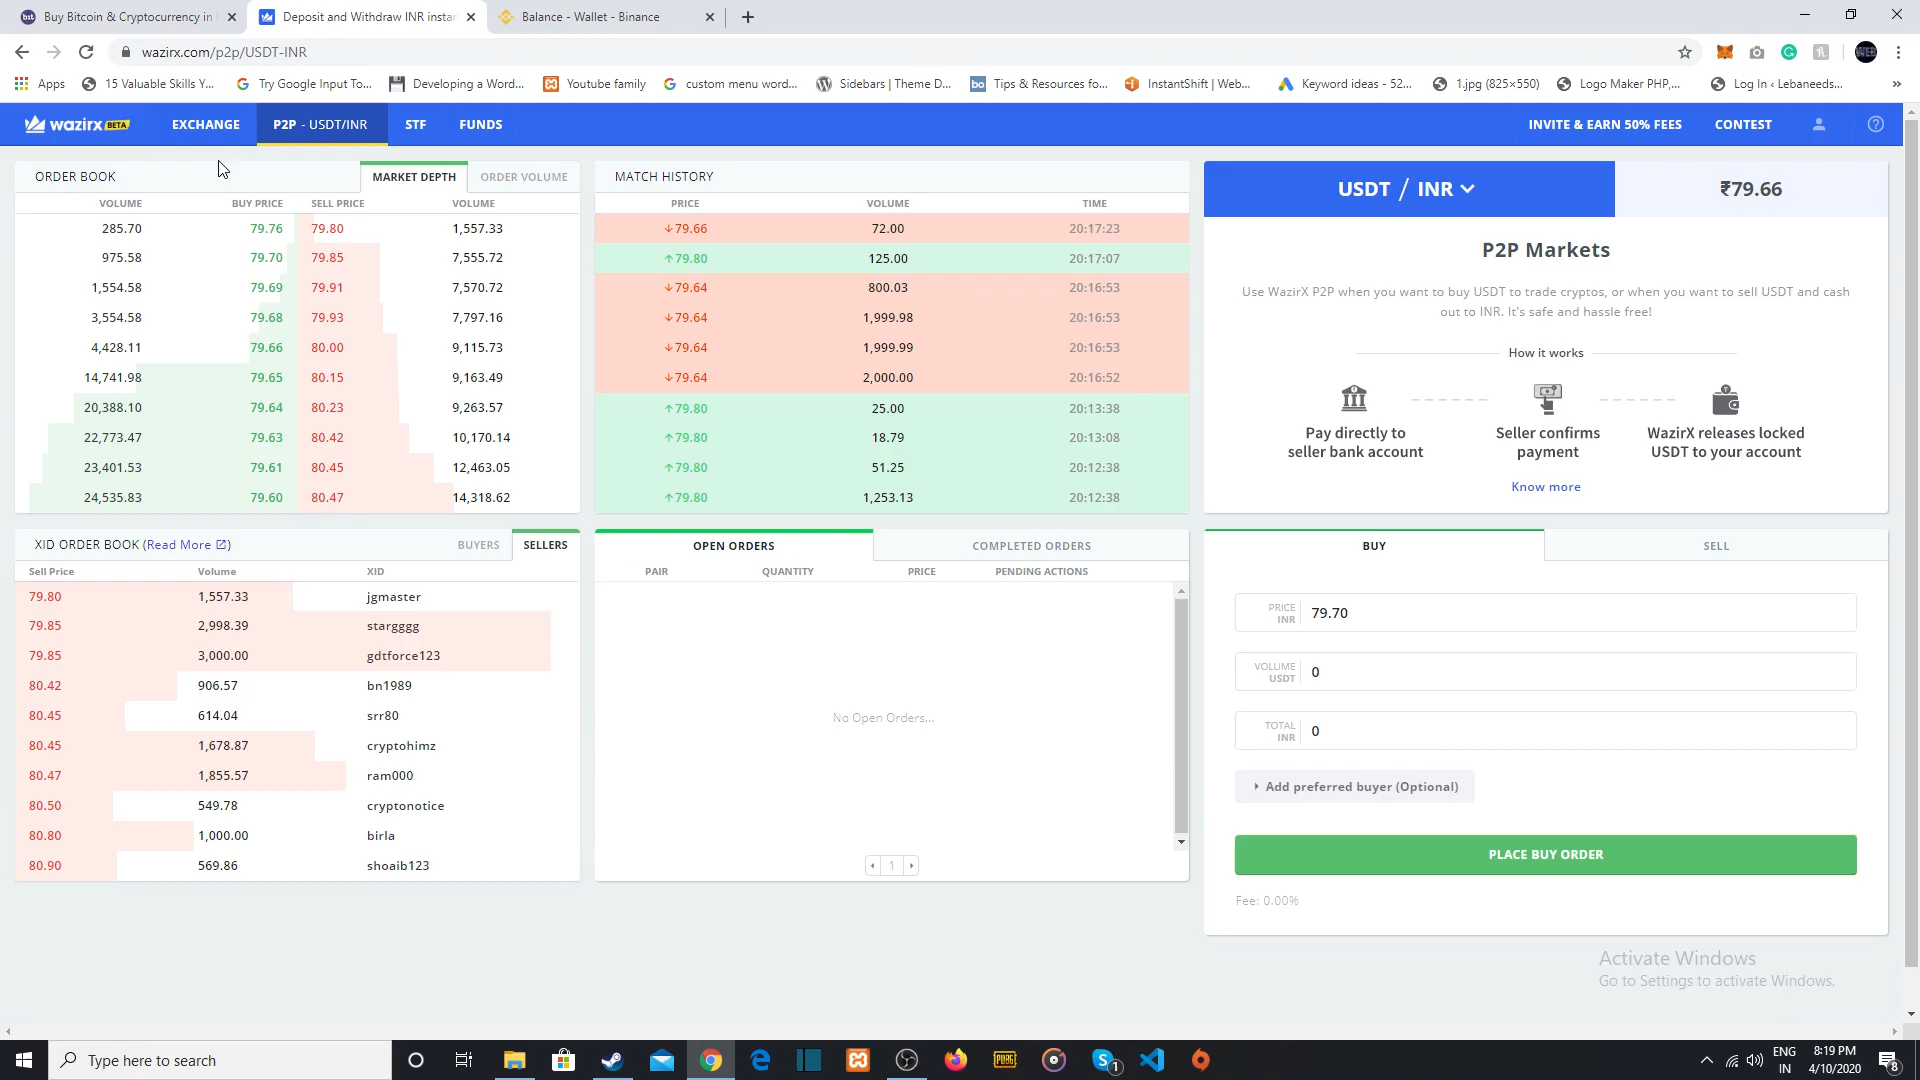 Buy Bitcoin & Cryptocurrency in
Deposit and Withdraw INR instan
Balance - Wallet - Binance
wazirx.com/p2p/USDT-INR
Apps
15 Valuable Skills Y...
Try Google Input To...
Developing a Word...
Youtube family
custom menu word...
Sidebars | Theme D...
Tips & Resources fo...
InstantShift | Web...
Keyword ideas - 52...
1.jpg (825×550)
Logo Maker PHP,...
Log In ‹ Lebaneeds...
wazirx BETA
EXCHANGE
P2P - USDT/INR
STF
FUNDS
INVITE & EARN 50% FEES
CONTEST
ORDER BOOK
MARKET DEPTH
ORDER VOLUME
VOLUME BUY PRICE SELL PRICE VOLUME
285.70 79.76 79.80 1,557.33
975.58 79.70 79.85 7,555.72
1,554.58 79.69 79.91 7,570.72
3,554.58 79.68 79.93 7,797.16
4,428.11 79.66 80.00 9,115.73
14,741.98 79.65 80.15 9,163.49
20,388.10 79.64 80.23 9,263.57
22,773.47 79.63 80.42 10,170.14
23,401.53 79.61 80.45 12,463.05
24,535.83 79.60 80.47 14,318.62
MATCH HISTORY
PRICE VOLUME TIME
↓79.66 72.00 20:17:23
↑79.80 125.00 20:17:07
↓79.64 800.03 20:16:53
↓79.64 1,999.98 20:16:53
↓79.64 1,999.99 20:16:53
↓79.64 2,000.00 20:16:52
↑79.80 25.00 20:13:38
↑79.80 18.79 20:13:08
↑79.80 51.25 20:12:38
↑79.80 1,253.13 20:12:38
USDT / INR
₹79.66
P2P Markets
Use WazirX P2P when you want to buy USDT to trade cryptos, or when you want to sell USDT and cash
out to INR. It's safe and hassle free!
How it works
Pay directly to
seller bank account
Seller confirms
payment
WazirX releases locked
USDT to your account
Know more
XID ORDER BOOK (Read More)
BUYERS
SELLERS
Sell Price Volume XID
79.80 1,557.33 jgmaster
79.85 2,998.39 stargggg
79.85 3,000.00 gdtforce123
80.42 906.57 bn1989
80.45 614.04 srr80
80.45 1,678.87 cryptohimz
80.47 1,855.57 ram000
80.50 549.78 cryptonotice
80.80 1,000.00 birla
80.90 569.86 shoaib123
OPEN ORDERS
COMPLETED ORDERS
PAIR QUANTITY PRICE PENDING ACTIONS
No Open Orders...
1
BUY
SELL
PRICE
INR
79.70
VOLUME
USDT
0
TOTAL
INR
0
Add preferred buyer (Optional)
PLACE BUY ORDER
Fee: 0.00%
Activate Windows
Go to Settings to activate Windows.
Type here to search
ENG
IN
8:19 PM
4/10/2020
8